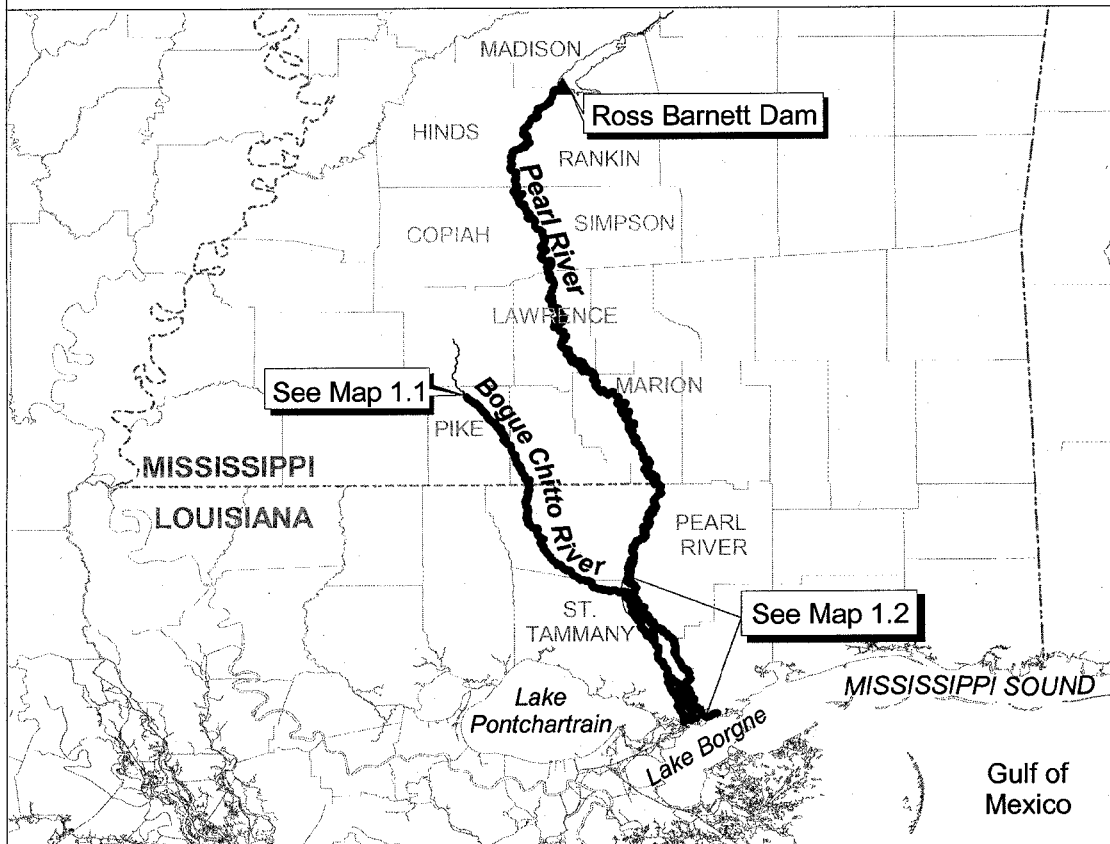 MADISON
Ross Barnett Dam
HINDS
RANKIN
Pearl River
COPIAH
SIMPSON
LAWRENCE
See Map 1.1
Bogue Chitto River
MARION
PIKE
MISSISSIPPI
LOUISIANA
PEARL
RIVER
See Map 1.2
ST.
TAMMANY
MISSISSIPPI SOUND
Lake
Pontchartrain
Lake Borgne
Gulf of
Mexico